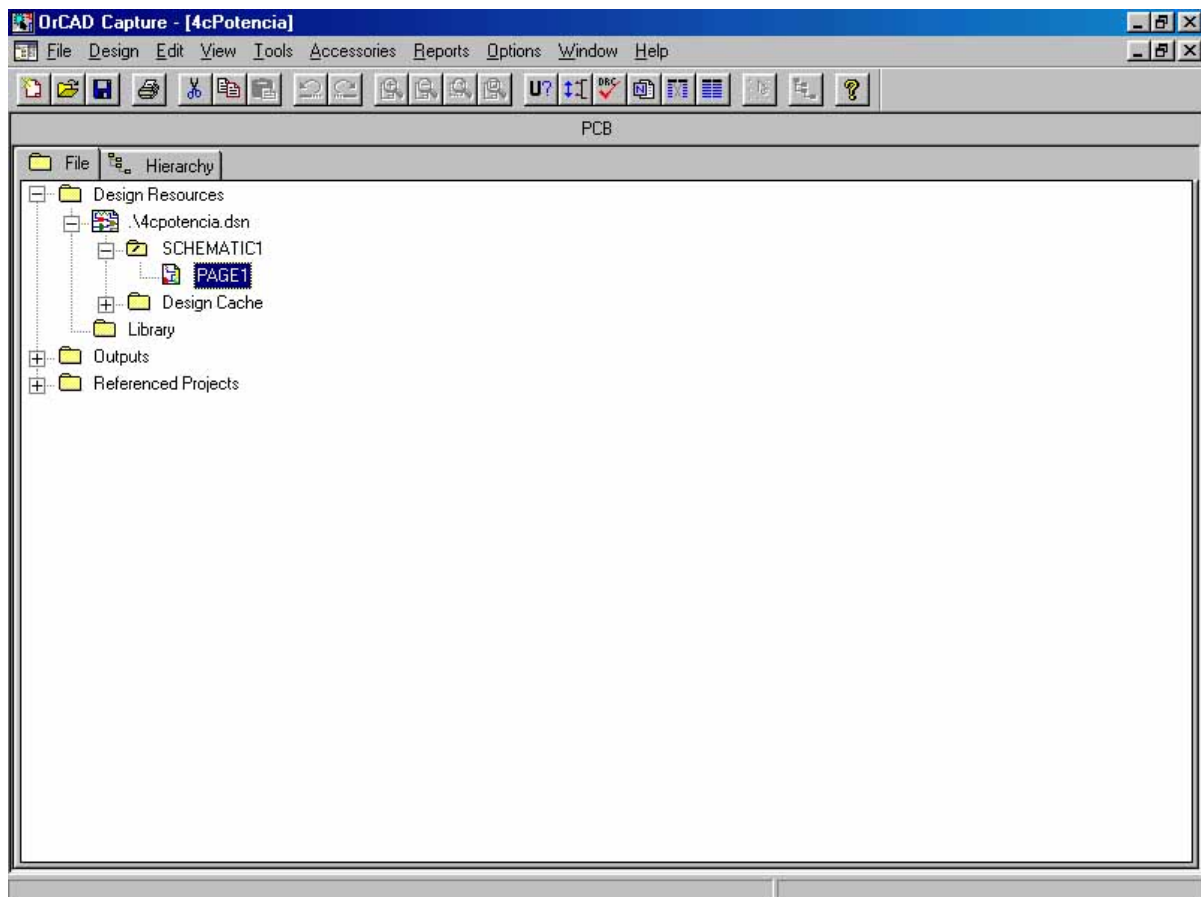 OrCAD Capture - [4cPotencia]
File Design Edit View Tools Accessories Reports Options Window Help
U? DRC N ?
PCB
File Hierarchy
Design Resources
.\4cpotencia.dsn
SCHEMATIC1
PAGE1
Design Cache
Library
Outputs
Referenced Projects